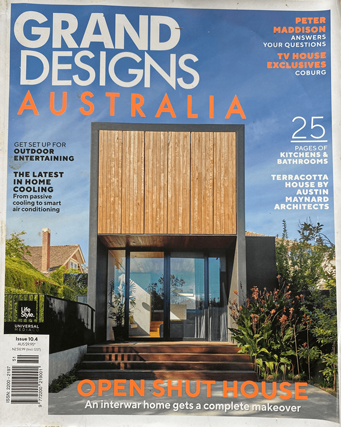 GRAND
DESIGNS
AUSTRALIA
PETER
MADDISON
ANSWERS
YOUR QUESTIONS
TV HOUSE
EXCLUSIVES
COBURG
25
PAGES OF
KITCHENS &
BATHROOMS
TERRACOTTA
HOUSE BY
AUSTIN
MAYNARD
ARCHITECTS
GET SET UP FOR
OUTDOOR
ENTERTAINING
THE LATEST
IN HOME
COOLING
From passive
cooling to smart
air conditioning
Life
Style.
UNIVERSAL
Issue 10.4
OPEN SHUT HOUSE
An interwar home gets a complete makeover